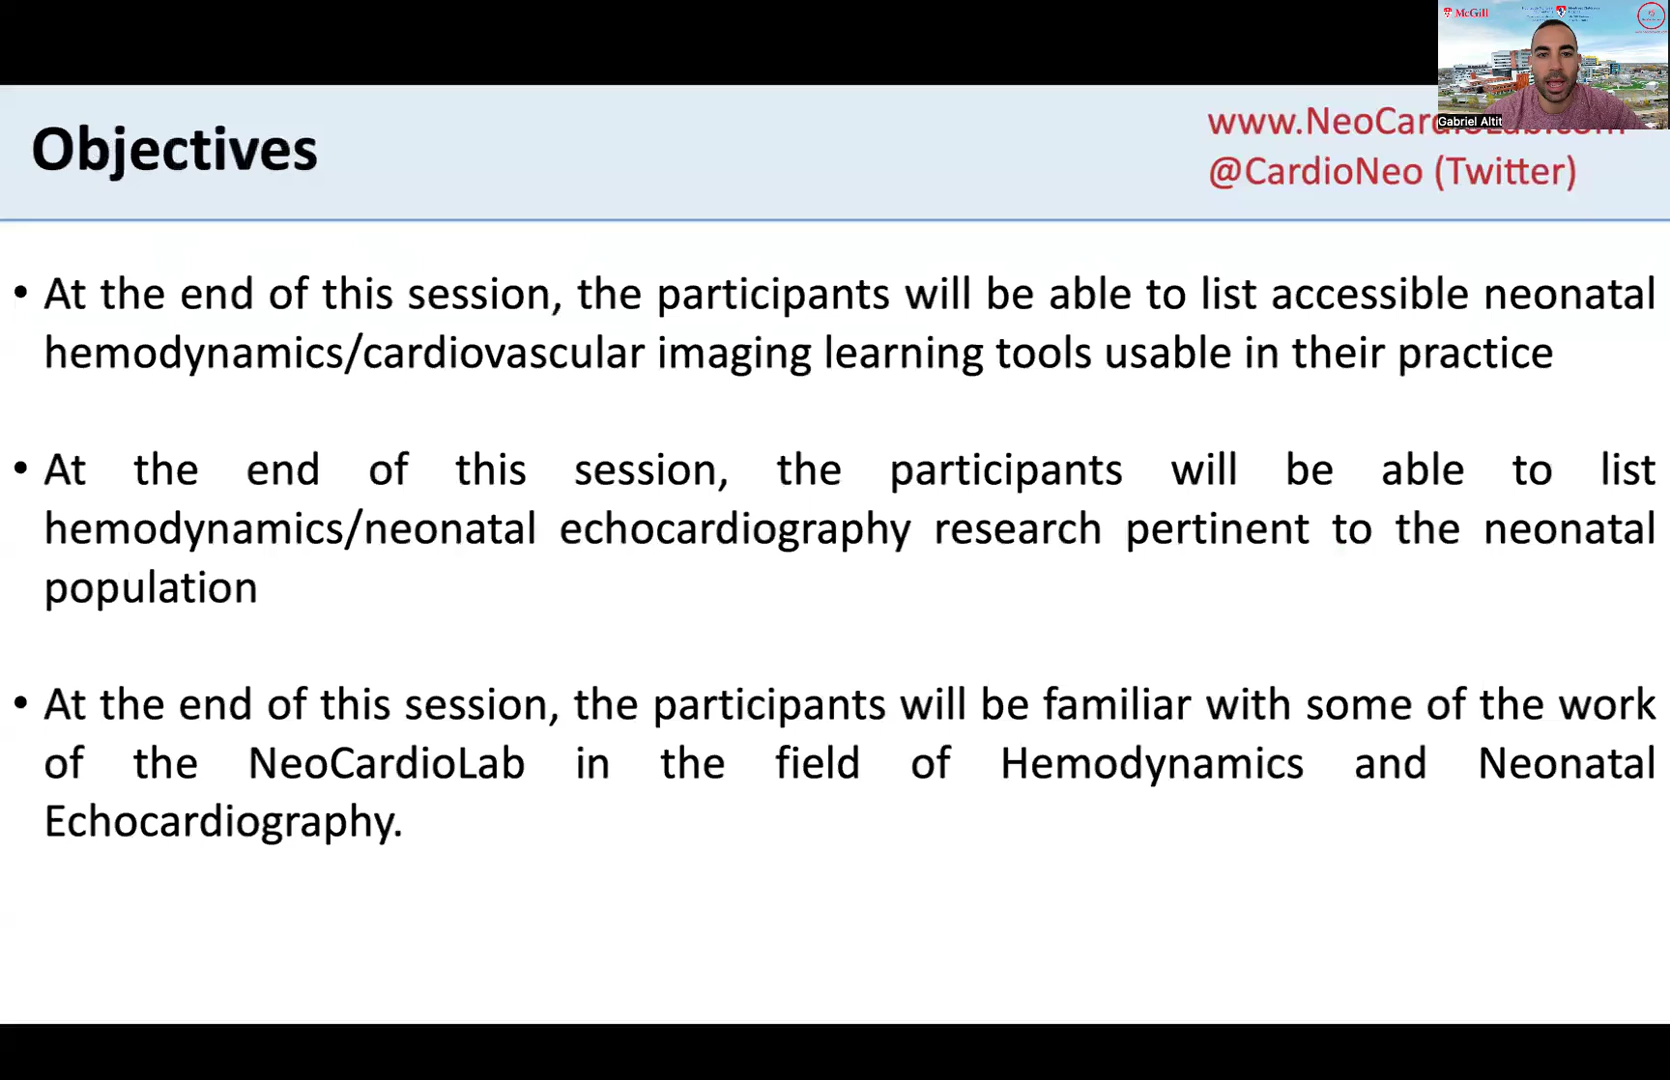 McGill
Gabriel Altit
Objectives
www.NeoCardioLab.com
@CardioNeo (Twitter)
• At the end of this session, the participants will be able to list accessible neonatal
hemodynamics/cardiovascular imaging learning tools usable in their practice
• At the end of this session, the participants will be able to list
hemodynamics/neonatal echocardiography research pertinent to the neonatal
population
• At the end of this session, the participants will be familiar with some of the work
of the NeoCardioLab in the field of Hemodynamics and Neonatal
Echocardiography.